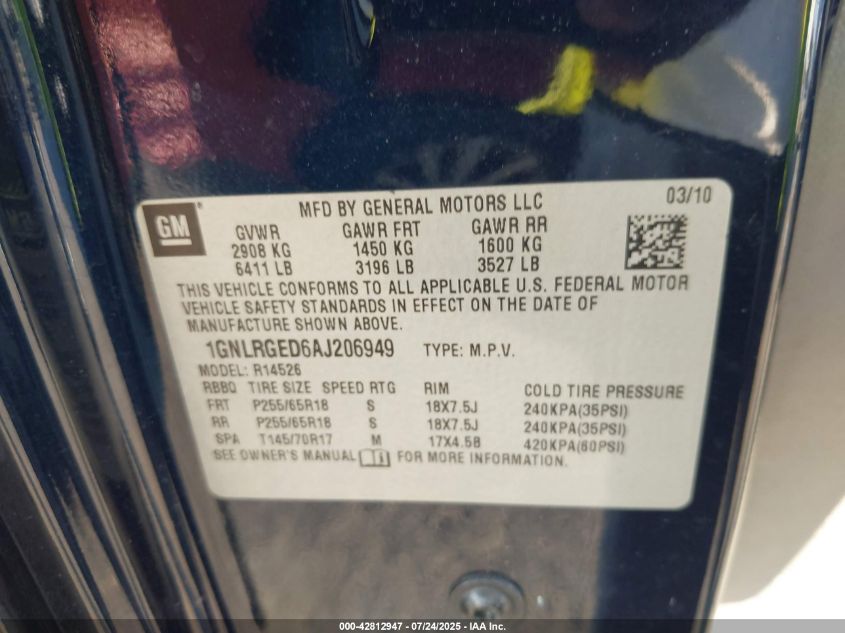 GM
MFD BY GENERAL MOTORS LLC 03/10
GVWR GAWR FRT GAWR RR
2908 KG 1450 KG 1600 KG
6411 LB 3196 LB 3527 LB
THIS VEHICLE CONFORMS TO ALL APPLICABLE U.S. FEDERAL MOTOR
VEHICLE SAFETY STANDARDS IN EFFECT ON THE DATE OF
MANUFACTURE SHOWN ABOVE.
1GNLRGED6AJ206949 TYPE: M.P.V.
MODEL: R14526
RBBQ TIRE SIZE SPEED RTG RIM COLD TIRE PRESSURE
FRT P255/65R18 S 18X7.5J 240KPA(35PSI)
RR P255/65R18 S 18X7.5J 240KPA(35PSI)
SPA T145/70R17 M 17X4.5B 420KPA(60PSI)
SEE OWNER'S MANUAL FOR MORE INFORMATION.
000-42812947 - 07/24/2025 - IAA Inc.